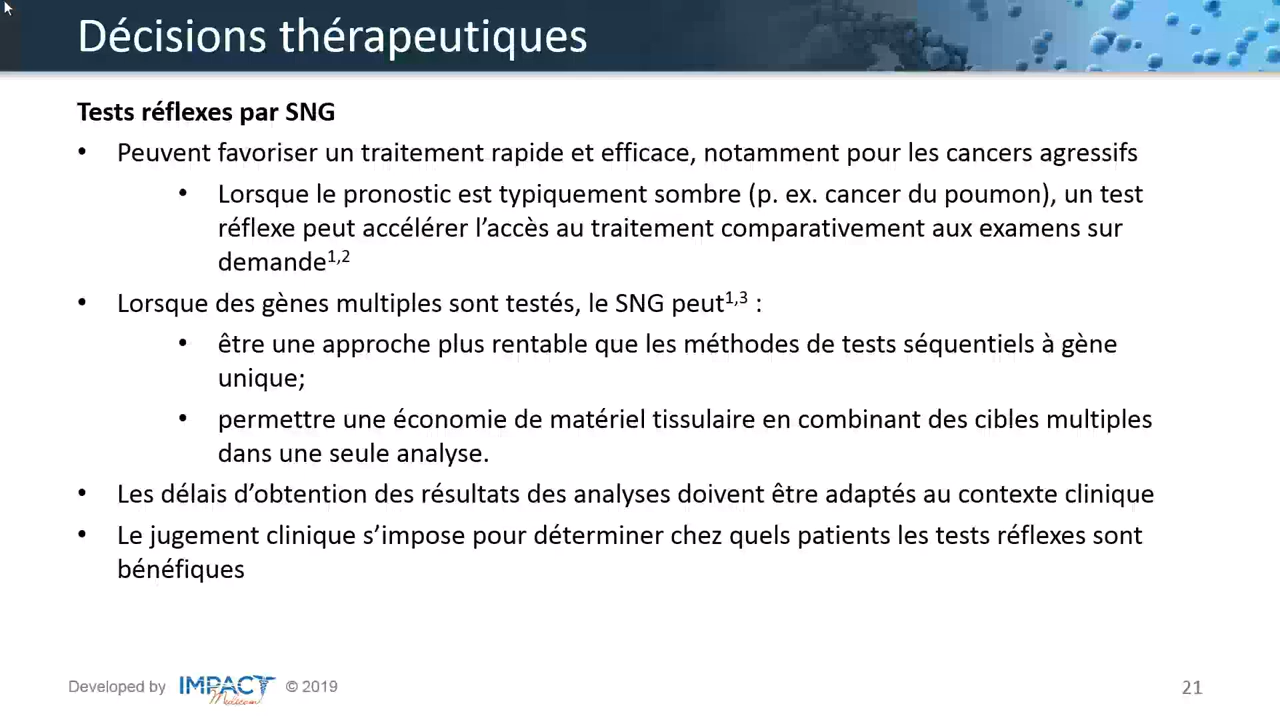 Décisions thérapeutiques
Tests réflexes par SNG
• Peuvent favoriser un traitement rapide et efficace, notamment pour les cancers agressifs
• Lorsque le pronostic est typiquement sombre (p. ex. cancer du poumon), un test
réflexe peut accélérer l’accès au traitement comparativement aux examens sur
demande1,2
• Lorsque des gènes multiples sont testés, le SNG peut1,3 :
• être une approche plus rentable que les méthodes de tests séquentiels à gène
unique;
• permettre une économie de matériel tissulaire en combinant des cibles multiples
dans une seule analyse.
• Les délais d’obtention des résultats des analyses doivent être adaptés au contexte clinique
• Le jugement clinique s’impose pour déterminer chez quels patients les tests réflexes sont
bénéfiques
Developed by IMPACT Medicom © 2019
21